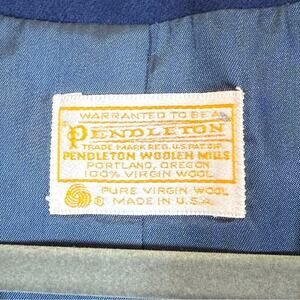 WARRANTED TO BE A
PENDLETON
TRADE MARK REG. U.S. PAT. OFF.
PENDLETON WOOLEN MILLS
PORTLAND, OREGON
100% VIRGIN WOOL
PURE VIRGIN WOOL
® MADE IN U.S.A.